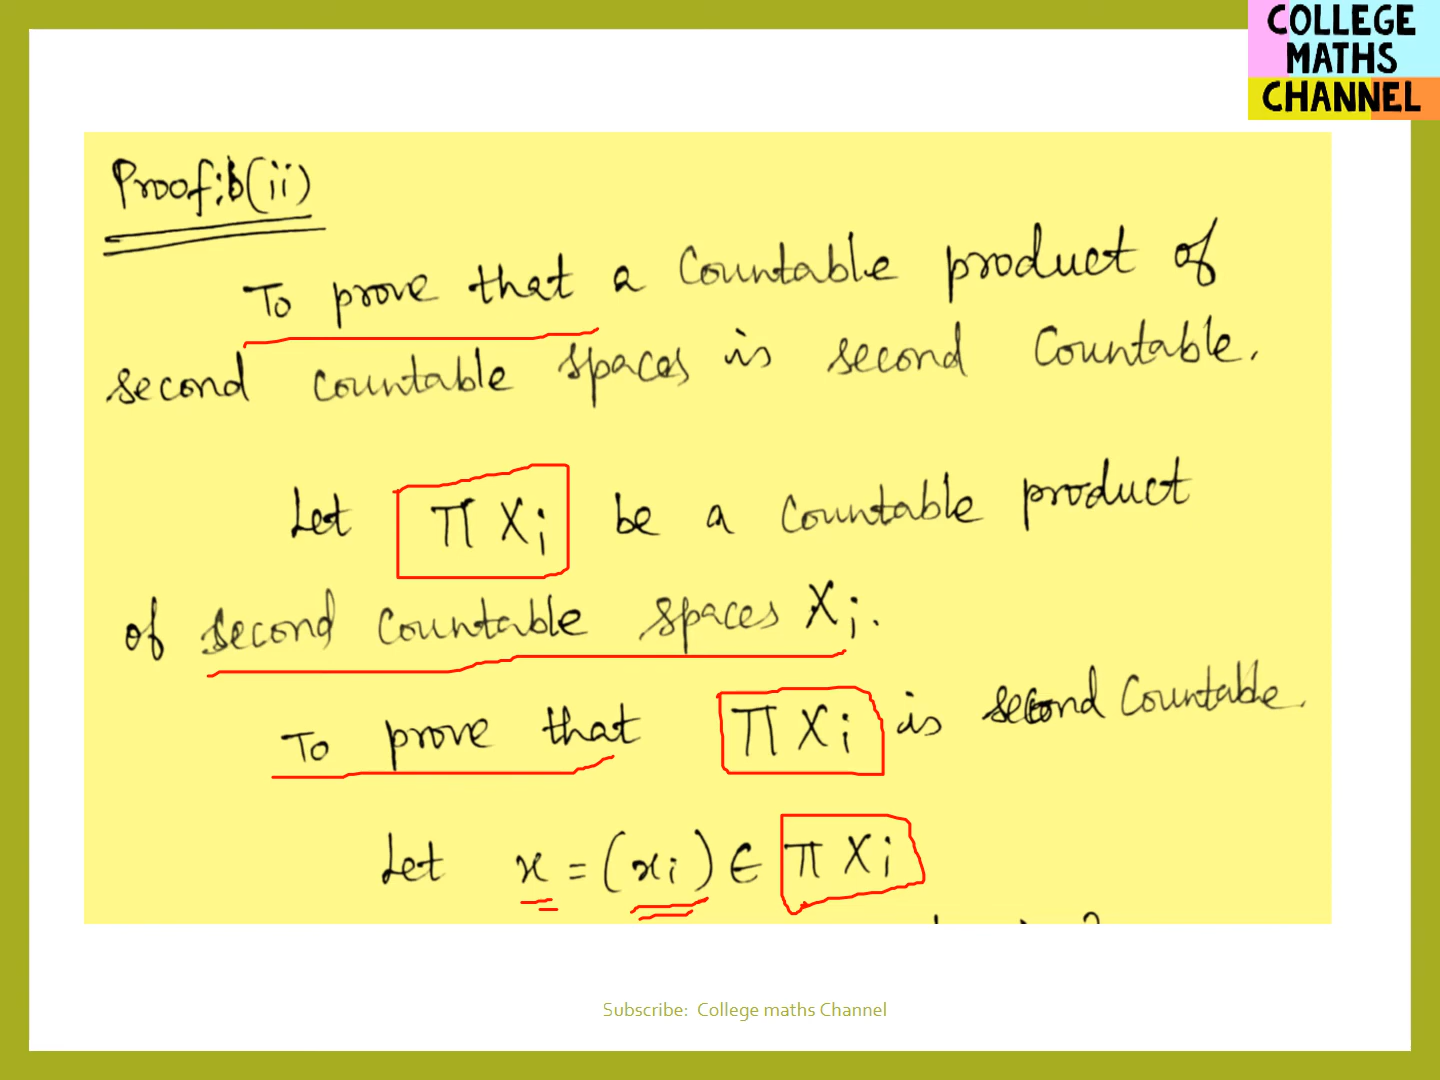 COLLEGE
MATHS
CHANNEL
Proof:b(ii)
To prove that a Countable product of
second countable spaces is second Countable.
Let π Xi be a Countable product
of second Countable spaces Xi.
To prove that π Xi is second Countable.
Let x = (xi) ∈ π Xi
Subscribe: College maths Channel